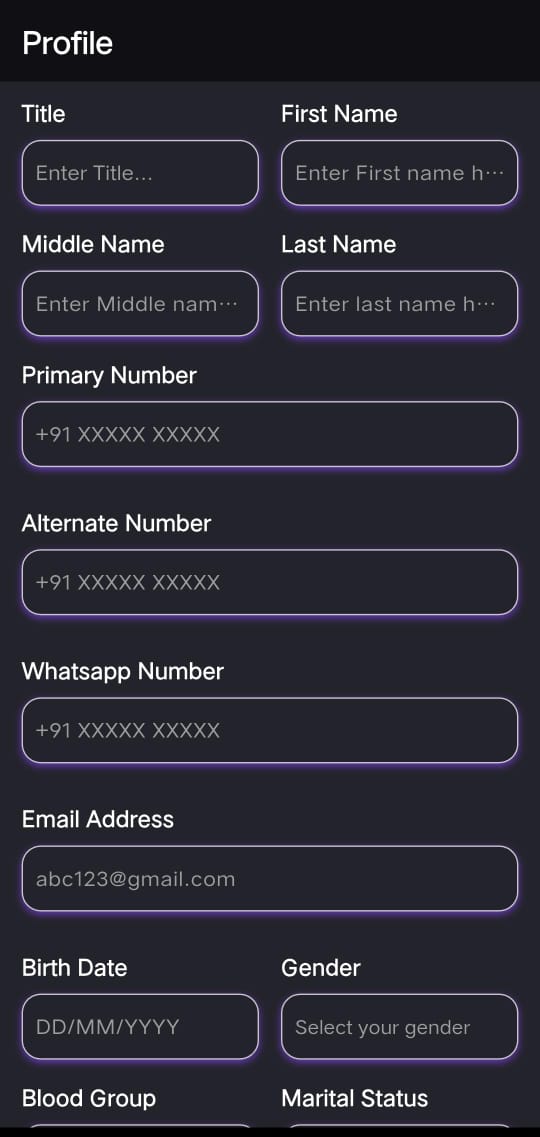 Profile
Title
First Name
Enter Title...
Enter First name h···
Middle Name
Last Name
Enter Middle nam···
Enter last name h···
Primary Number
+91 XXXXX XXXXX
Alternate Number
+91 XXXXX XXXXX
Whatsapp Number
+91 XXXXX XXXXX
Email Address
abc123@gmail.com
Birth Date
Gender
DD/MM/YYYY
Select your gender
Blood Group
Marital Status